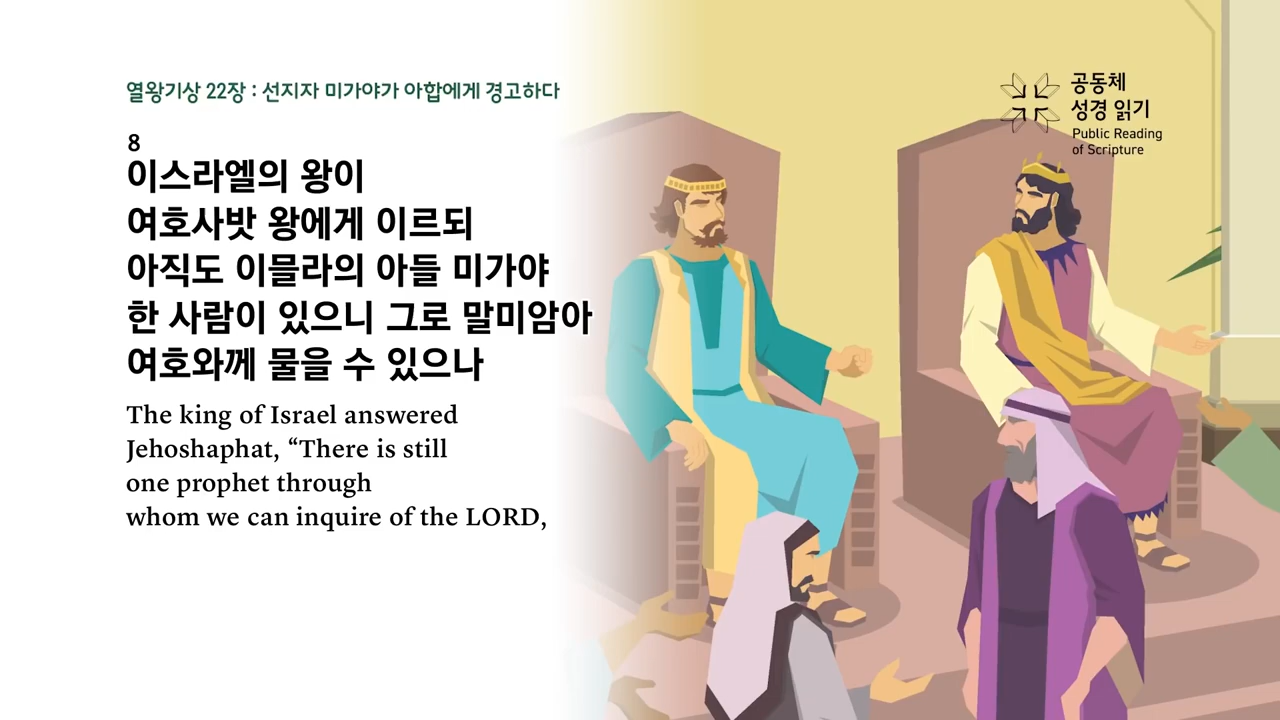 열왕기상 22장 : 선지자 미가야가 아합에게 경고하다
8
이스라엘의 왕이
여호사밧 왕에게 이르되
아직도 이믈라의 아들 미가야
한 사람이 있으니 그로 말미암아
여호와께 물을 수 있으나
The king of Israel answered
Jehoshaphat, “There is still
one prophet through
whom we can inquire of the LORD,
공동체
성경 읽기
Public Reading
of Scripture